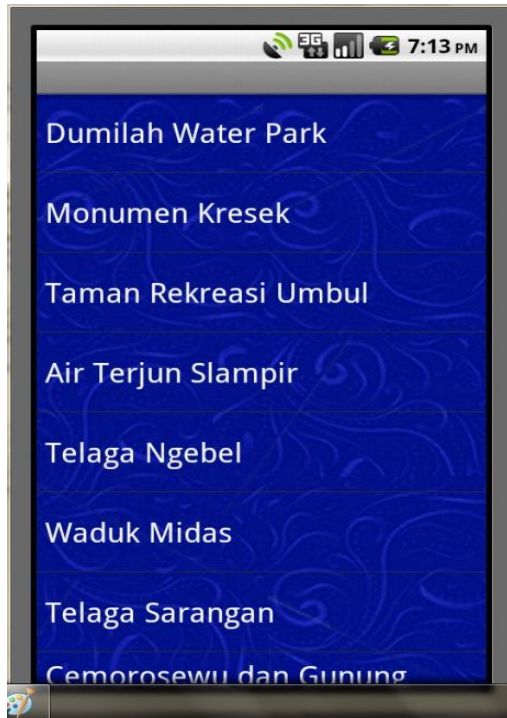 3G
7:13 PM
Dumilah Water Park
Monumen Kresek
Taman Rekreasi Umbul
Air Terjun Slampir
Telaga Ngebel
Waduk Midas
Telaga Sarangan
Cemorosewu dan Gunung